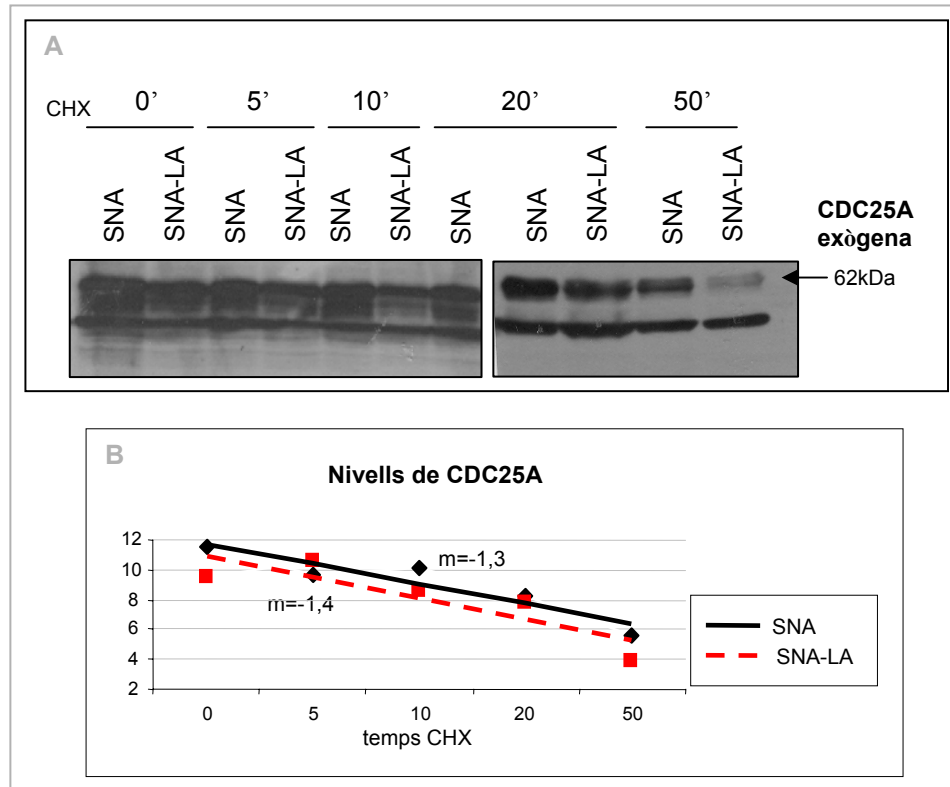 A
CHX 0’ 5’ 10’ 20’ 50’
SNA SNA-LA SNA SNA-LA SNA SNA-LA SNA SNA SNA-LA SNA SNA-LA
CDC25A
exògena
62kDa
B
Nivells de CDC25A
12
10
8
6
4
2
m=-1,3
m=-1,4
0 5 10 20 50
temps CHX
SNA
SNA-LA